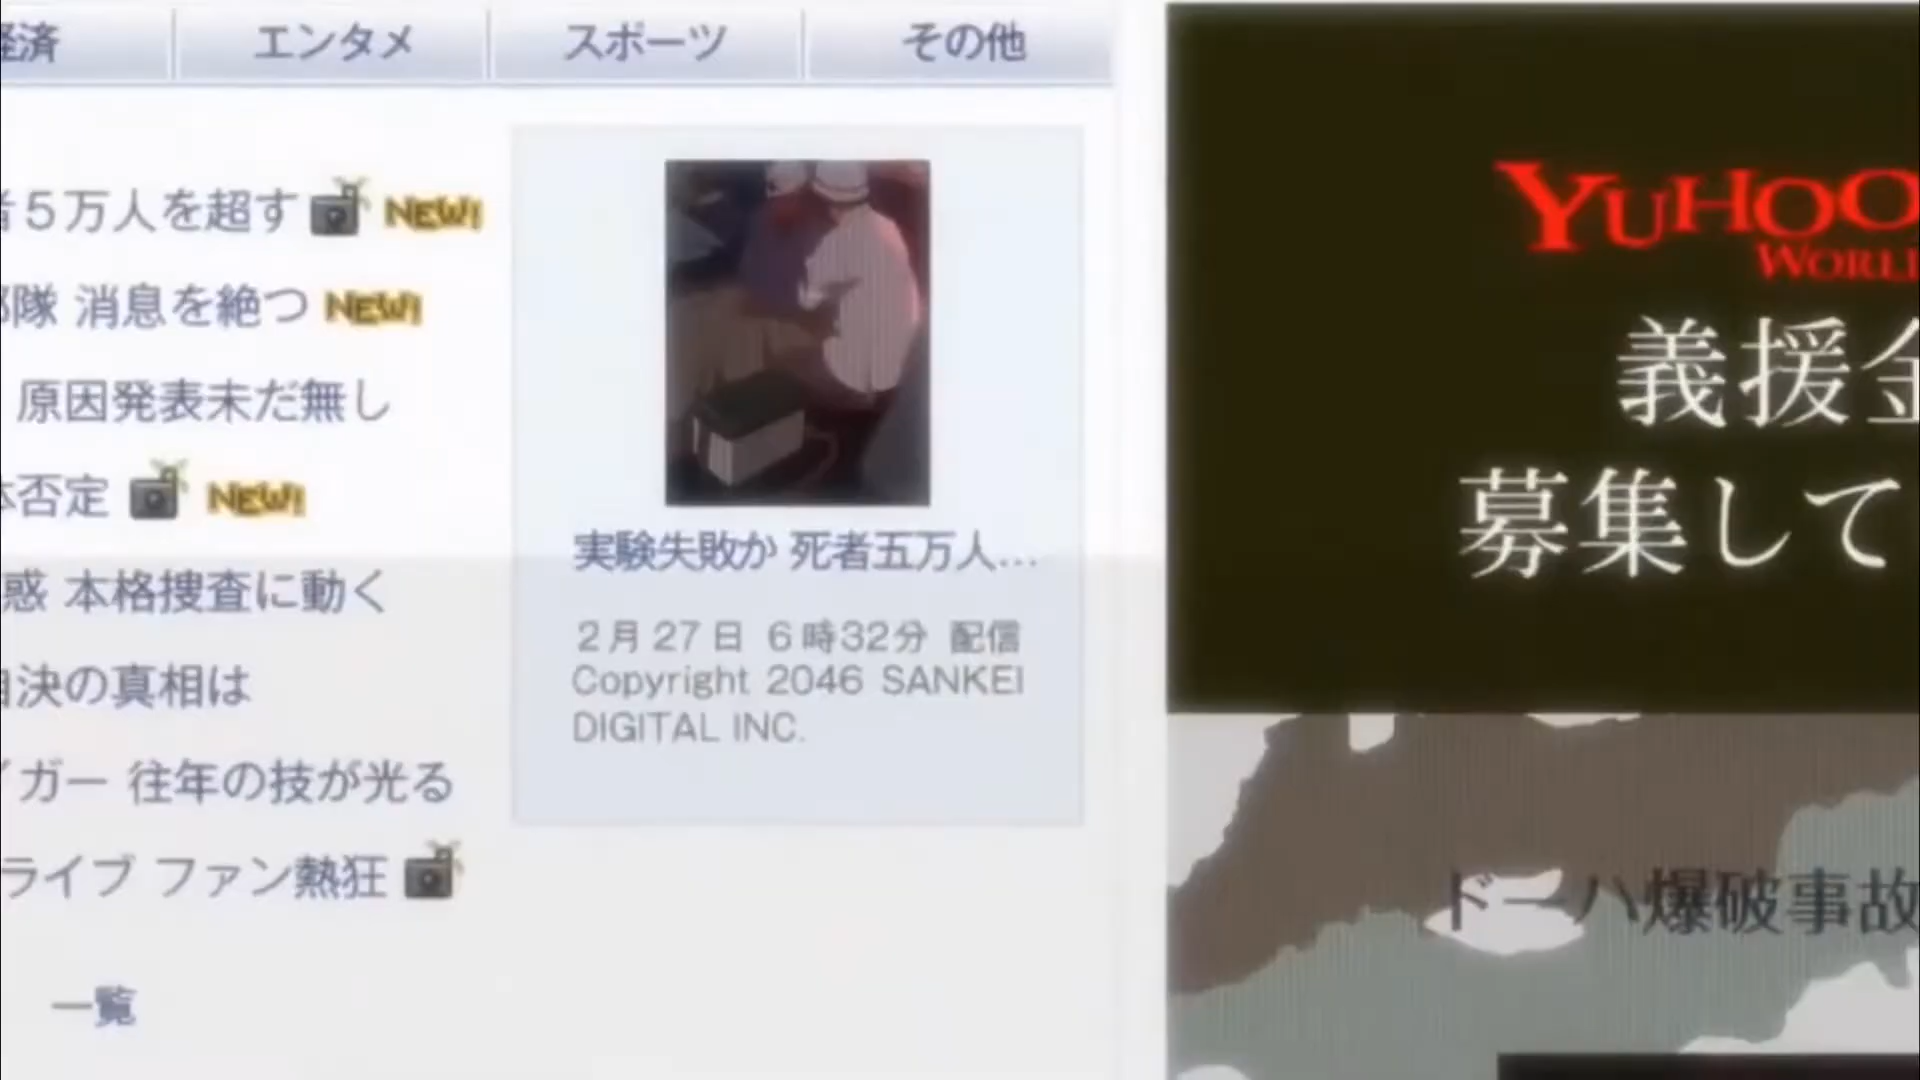 経済 エンタメ スポーツ その他
者５万人を超す NEW!
部隊 消息を絶つ NEW!
原因発表未だ無し
否定 NEW!
惑 本格捜査に動く
自決の真相は
ガー 往年の技が光る
ライブ ファン熱狂
一覧
実験失敗か 死者五万人…
2月27日 6時32分 配信
Copyright 2046 SANKEI
DIGITAL INC.
YUHOO
WORL
義援金
募集して
ドーハ爆破事故